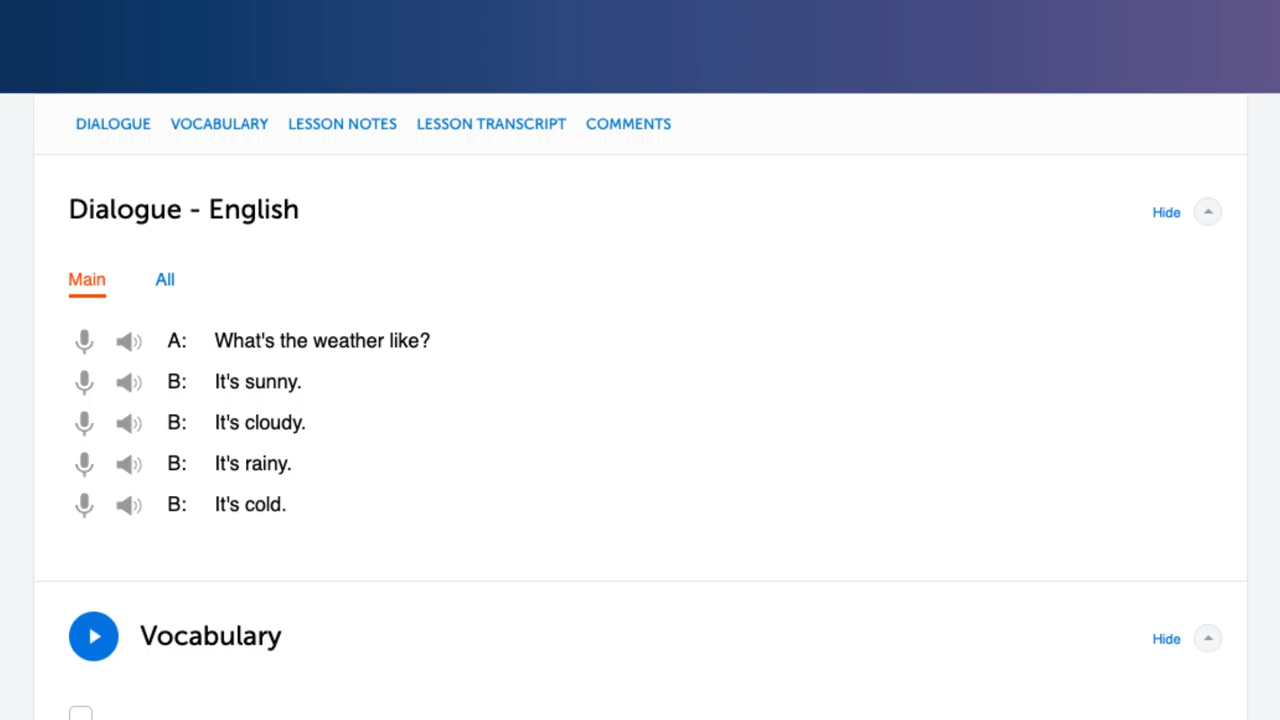 DIALOGUE VOCABULARY LESSON NOTES LESSON TRANSCRIPT COMMENTS
Dialogue - English Hide
Main All
A: What's the weather like?
B: It's sunny.
B: It's cloudy.
B: It's rainy.
B: It's cold.
Vocabulary Hide